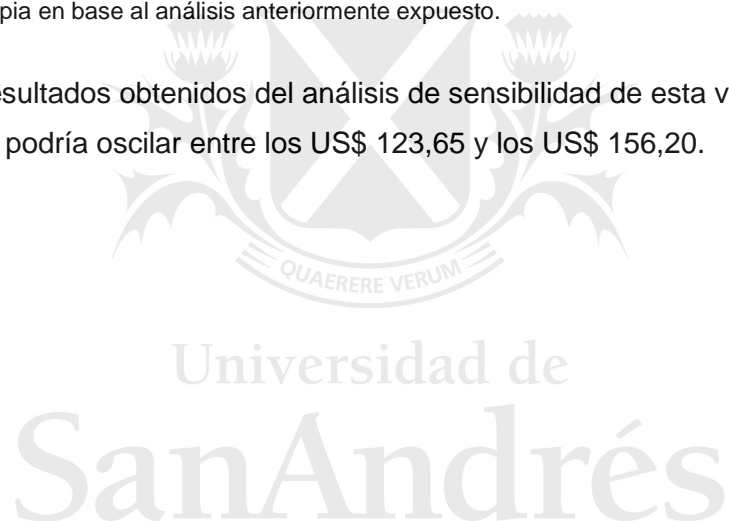 pia en base al análisis anteriormente expuesto.
esultados obtenidos del análisis de sensibilidad de esta v
podría oscilar entre los US$ 123,65 y los US$ 156,20.
QUAERERE VERUM
Universidad de
SanAndrés